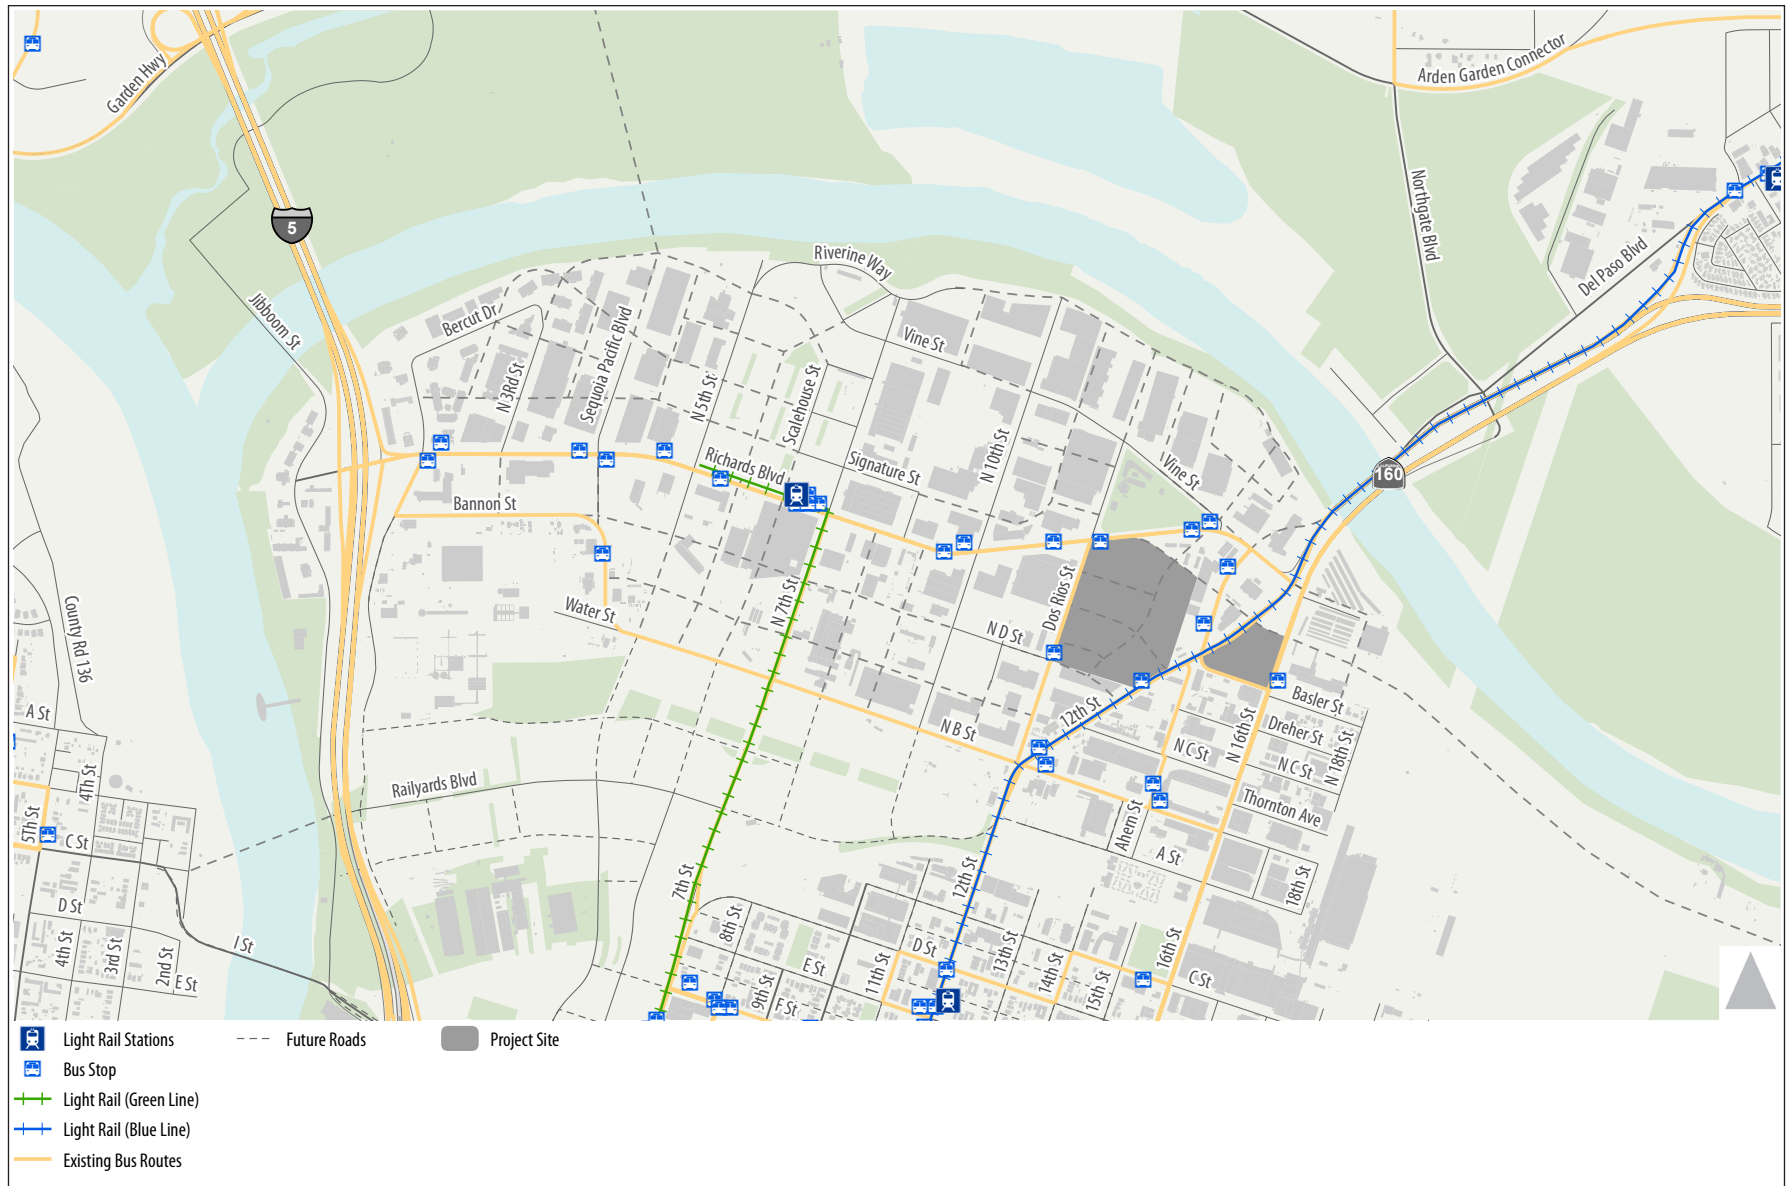 Garden Hwy
Arden Garden Connector
5
Northgate Blvd
Riverine Way
Del Paso Blvd
Jibboom St
Bercut Dr
Sequoia Pacific Blvd
Vine St
N 3Rd St
N 5th St
Scalehouse St
Richards Blvd
Signature St
N 10th St
Vine St
160
Bannon St
N 7th St
Dos Rios St
County Rd 136
Water St
N D St
A St
12th St
Basler St
N B St
Dreher St
N 16th St
N C St
N C St
N 18th St
4Th St
Railyards Blvd
Thornton Ave
5Th St
C St
Ahern St
A St
7th St
12th St
18th St
D St
8th St
I St
D St
4th St
3rd St
2nd St
E St
E St
11th St
13th St
14th St
15th St
16th St
C St
9th St
F St
Light Rail Stations
Future Roads
Project Site
Bus Stop
Light Rail (Green Line)
Light Rail (Blue Line)
Existing Bus Routes